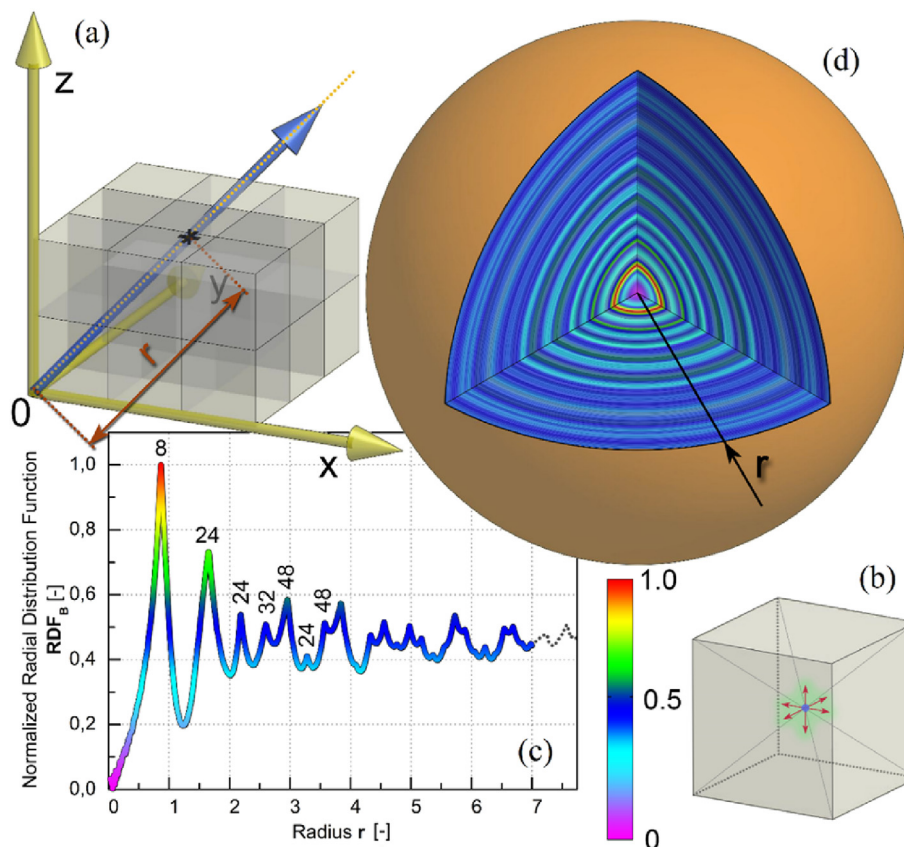 (a)
z
(d)
*
y
r
0
x
r
Normalized Radial Distribution Function
RDF_B [-]
1,0
0,8
0,6
0,4
0,2
0,0
8
24
24
32
48
24
48
(c)
0
1
2
3
4
5
6
7
Radius r [-]
1.0
0.5
0
(b)